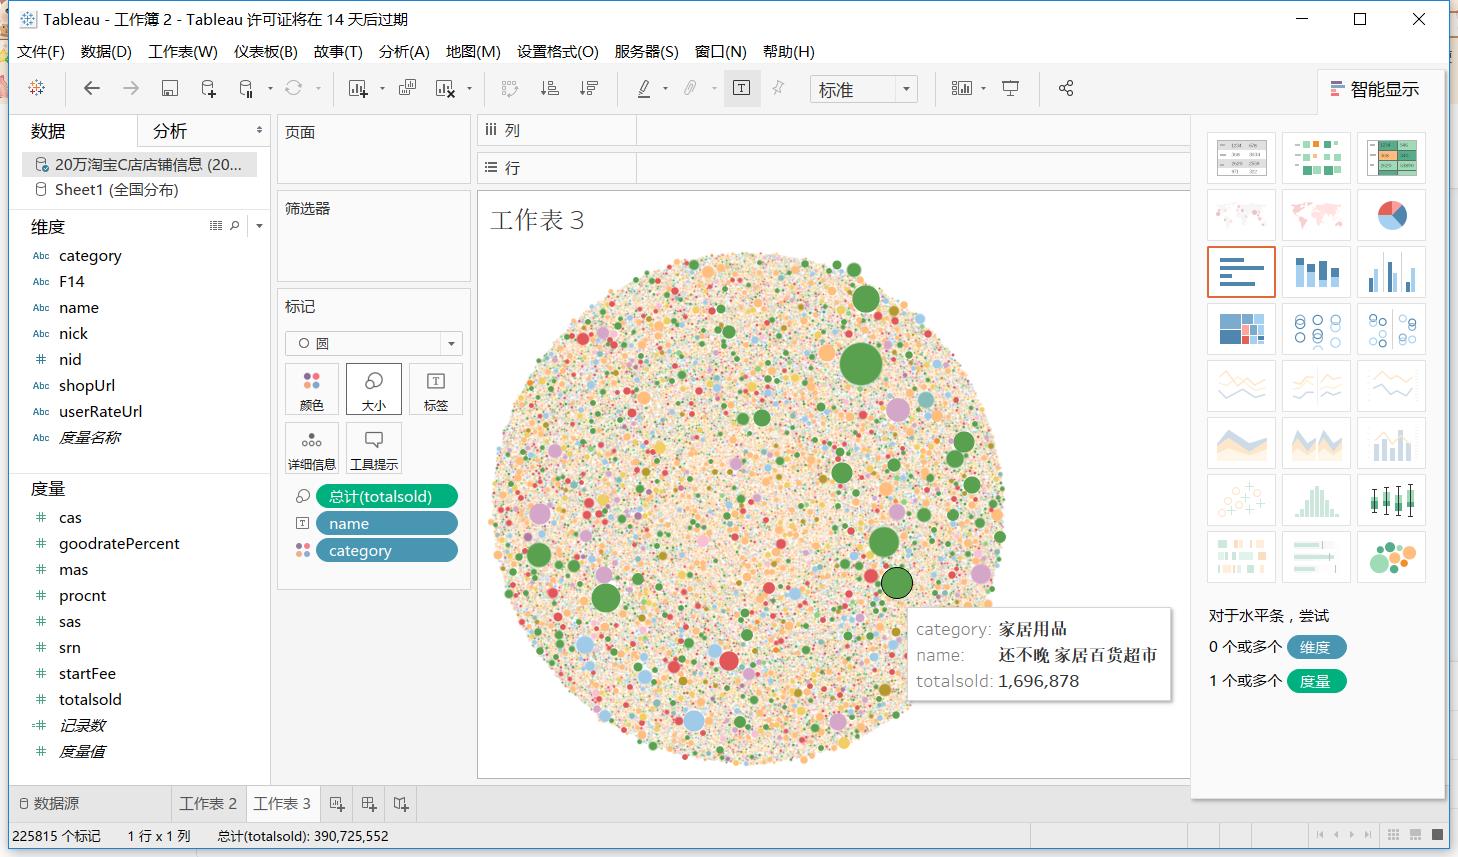 Tableau - 工作簿 2 - Tableau 许可证将在 14 天后过期
文件(F) 数据(D) 工作表(W) 仪表板(B) 故事(T) 分析(A) 地图(M) 设置格式(O) 服务器(S) 窗口(N) 帮助(H)
标准
智能显示
数据 分析
20万淘宝C店店铺信息 (20...
Sheet1 (全国分布)
维度
Abc category
Abc F14
Abc name
Abc nick
# nid
Abc shopUrl
Abc userRateUrl
Abc 度量名称
度量
# cas
# goodratePercent
# mas
# procnt
# sas
# srn
# startFee
# totalsold
=# 记录数
# 度量值
页面
筛选器
标记
圆
颜色 大小 标签
详细信息 工具提示
总计(totalsold)
name
category
列
行
工作表 3
category: 家居用品
name: 还不晚 家居百货超市
totalsold: 1,696,878
对于水平条，尝试
0 个或多个 维度
1 个或多个 度量
数据源 工作表 2 工作表 3
225815 个标记 1 行 x 1 列 总计(totalsold): 390,725,552